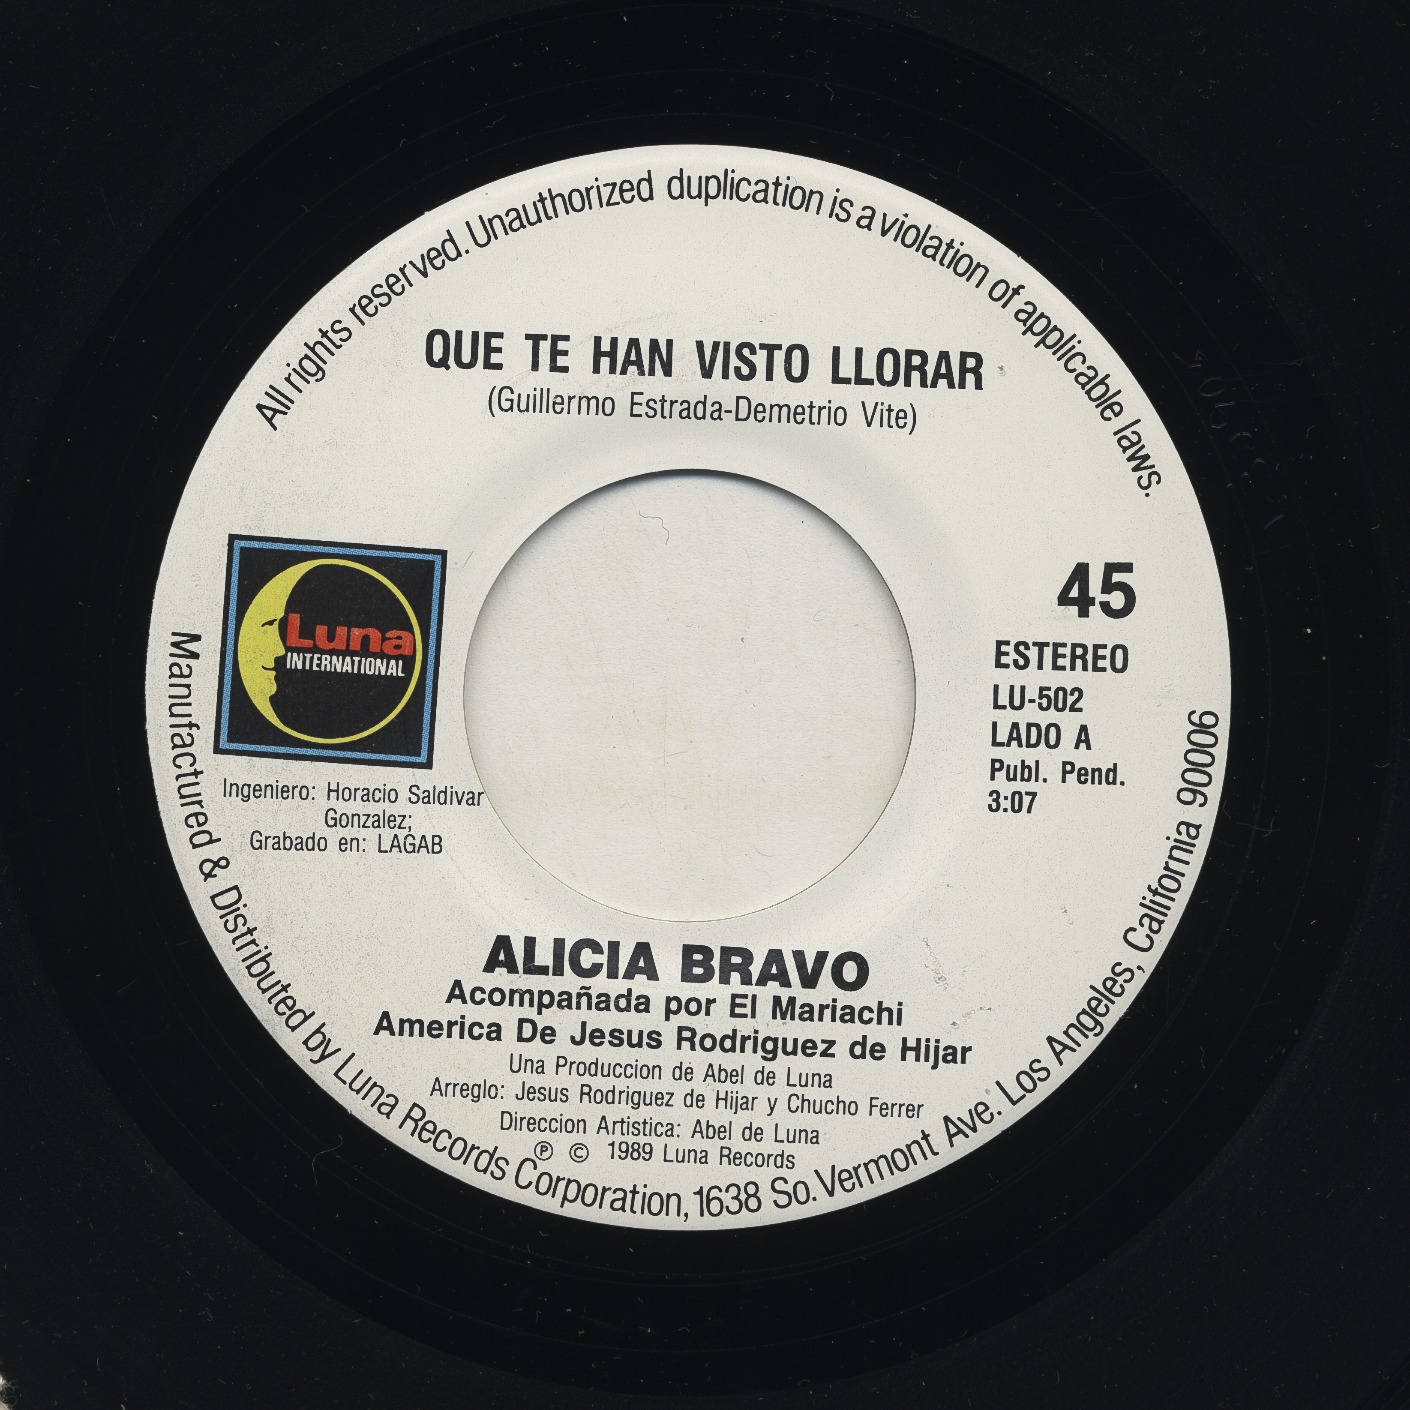 All rights reserved. Unauthorized duplication is a violation of applicable laws.
QUE TE HAN VISTO LLORAR
(Guillermo Estrada-Demetrio Vite)
Luna
INTERNATIONAL
Ingeniero: Horacio Saldivar
Gonzalez;
Grabado en: LAGAB
45
ESTEREO
LU-502
LADO A
Publ. Pend.
3:07
ALICIA BRAVO
Acompañada por El Mariachi
America De Jesus Rodriguez de Hijar
Una Produccion de Abel de Luna
Arreglo: Jesus Rodriguez de Hijar y Chucho Ferrer
Direccion Artistica: Abel de Luna
℗ © 1989 Luna Records
Manufactured & Distributed by Luna Records Corporation, 1638 So. Vermont Ave. Los Angeles, California 90006